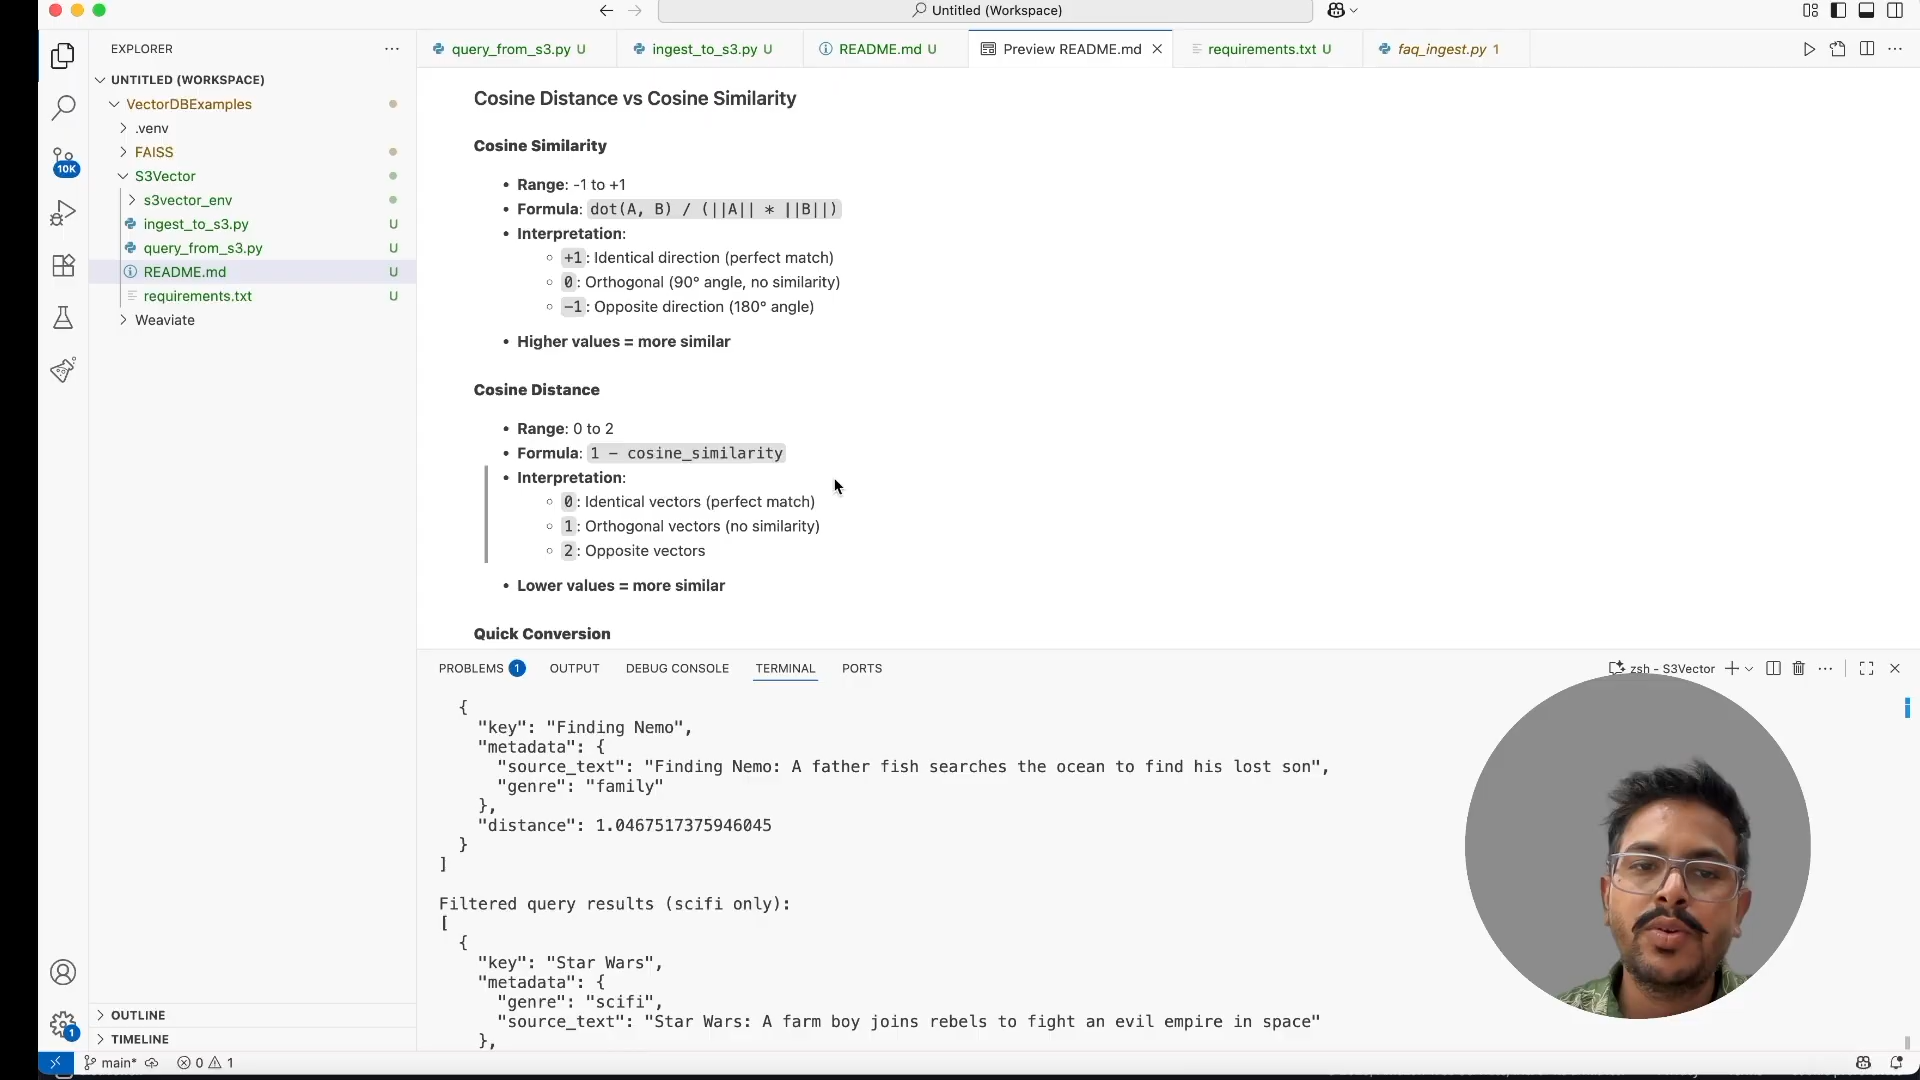 Untitled (Workspace)
EXPLORER
query_from_s3.py U
ingest_to_s3.py U
README.md U
Preview README.md
requirements.txt U
faq_ingest.py 1
UNTITLED (WORKSPACE)
VectorDBExamples
.venv
FAISS
S3Vector
s3vector_env
ingest_to_s3.py U
query_from_s3.py U
README.md U
requirements.txt U
Weaviate
10K
Cosine Distance vs Cosine Similarity
Cosine Similarity
• Range: -1 to +1
• Formula: dot(A, B) / (||A|| * ||B||)
• Interpretation:
◦ +1: Identical direction (perfect match)
◦ 0: Orthogonal (90° angle, no similarity)
◦ −1: Opposite direction (180° angle)
• Higher values = more similar
Cosine Distance
• Range: 0 to 2
• Formula: 1 − cosine_similarity
• Interpretation:
◦ 0: Identical vectors (perfect match)
◦ 1: Orthogonal vectors (no similarity)
◦ 2: Opposite vectors
• Lower values = more similar
Quick Conversion
PROBLEMS 1 OUTPUT DEBUG CONSOLE TERMINAL PORTS
zsh - S3Vector
{
"key": "Finding Nemo",
"metadata": {
"source_text": "Finding Nemo: A father fish searches the ocean to find his lost son",
"genre": "family"
},
"distance": 1.0467517375946045
}
]
Filtered query results (scifi only):
[
{
"key": "Star Wars",
"metadata": {
"genre": "scifi",
"source_text": "Star Wars: A farm boy joins rebels to fight an evil empire in space"
},
OUTLINE
TIMELINE
1
main*
0 1